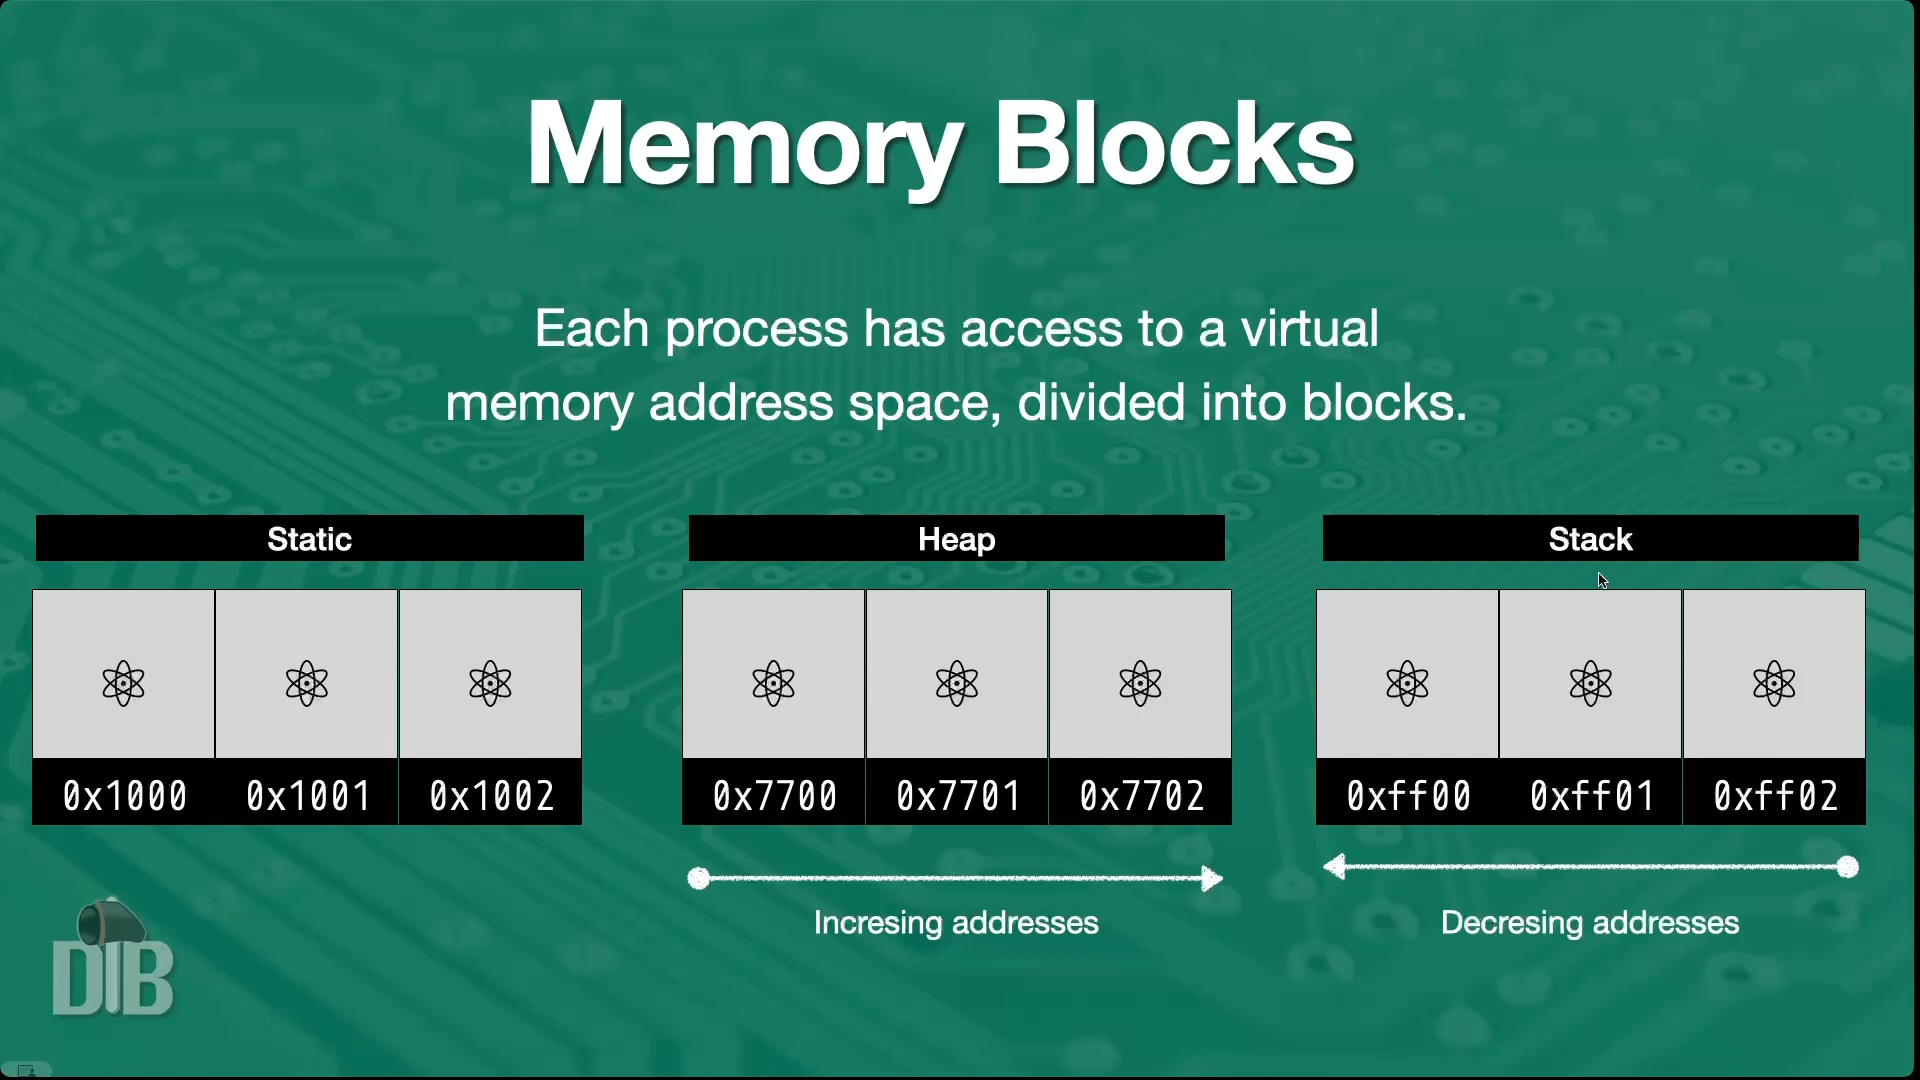 Memory Blocks
Each process has access to a virtual
memory address space, divided into blocks.
Static
0x1000 0x1001 0x1002
Heap
0x7700 0x7701 0x7702
Incresing addresses
Stack
0xff00 0xff01 0xff02
Decresing addresses
DIB